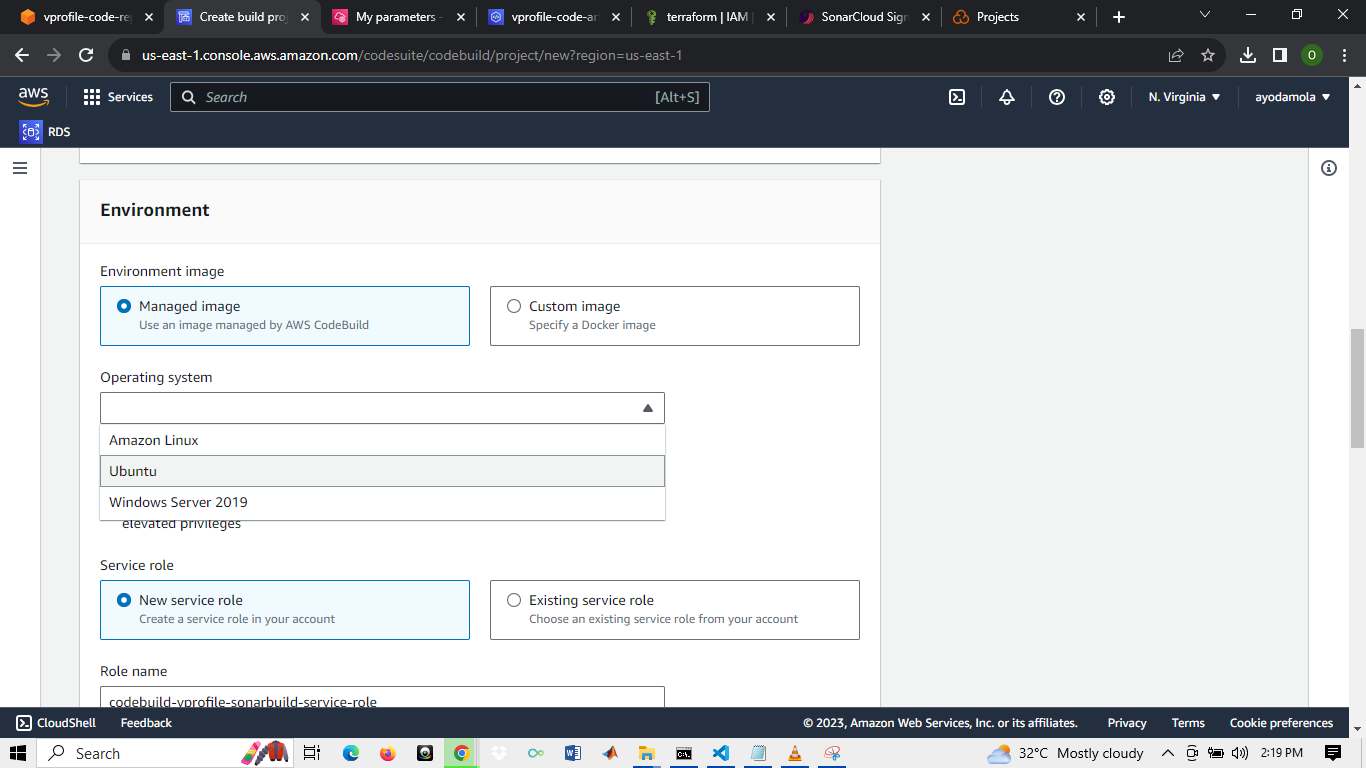 vprofile-code-rep
Create build proj
My parameters -
vprofile-code-ar
terraform | IAM |
SonarCloud Sign
Projects
us-east-1.console.aws.amazon.com/codesuite/codebuild/project/new?region=us-east-1
O
aws
Services
Search
[Alt+S]
N. Virginia
ayodamola
RDS
Environment
Environment image
Managed image
Use an image managed by AWS CodeBuild
Custom image
Specify a Docker image
Operating system
Amazon Linux
Ubuntu
Windows Server 2019
elevated privileges
Service role
New service role
Create a service role in your account
Existing service role
Choose an existing service role from your account
Role name
codebuild-vprofile-sonarbuild-service-role
CloudShell
Feedback
© 2023, Amazon Web Services, Inc. or its affiliates.
Privacy
Terms
Cookie preferences
Search
32°C Mostly cloudy
2:19 PM